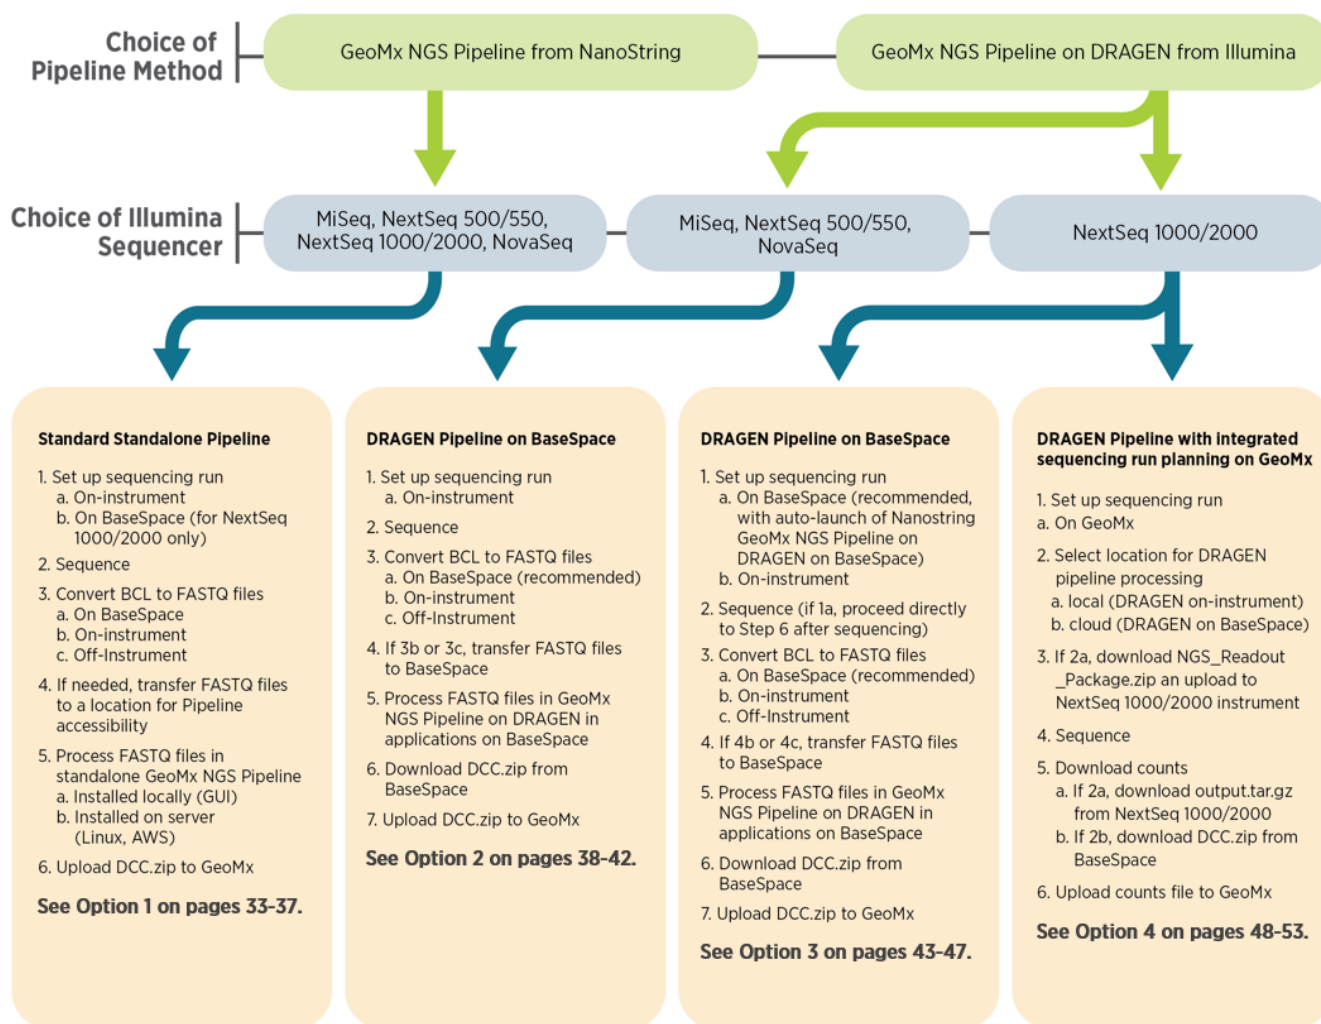 Choice of
Pipeline Method
GeoMx NGS Pipeline from NanoString
GeoMx NGS Pipeline on DRAGEN from Illumina
Choice of Illumina
Sequencer
MiSeq, NextSeq 500/550,
NextSeq 1000/2000, NovaSeq
MiSeq, NextSeq 500/550,
NovaSeq
NextSeq 1000/2000
Standard Standalone Pipeline
1. Set up sequencing run
a. On-instrument
b. On BaseSpace (for NextSeq
1000/2000 only)
2. Sequence
3. Convert BCL to FASTQ files
a. On BaseSpace
b. On-instrument
c. Off-Instrument
4. If needed, transfer FASTQ files
to a location for Pipeline
accessibility
5. Process FASTQ files in
standalone GeoMx NGS Pipeline
a. Installed locally (GUI)
b. Installed on server
(Linux, AWS)
6. Upload DCC.zip to GeoMx
See Option 1 on pages 33-37.
DRAGEN Pipeline on BaseSpace
1. Set up sequencing run
a. On-instrument
2. Sequence
3. Convert BCL to FASTQ files
a. On BaseSpace (recommended)
b. On-instrument
c. Off-Instrument
4. If 3b or 3c, transfer FASTQ files
to BaseSpace
5. Process FASTQ files in GeoMx
NGS Pipeline on DRAGEN in
applications on BaseSpace
6. Download DCC.zip from
BaseSpace
7. Upload DCC.zip to GeoMx
See Option 2 on pages 38-42.
DRAGEN Pipeline on BaseSpace
1. Set up sequencing run
a. On BaseSpace (recommended,
with auto-launch of Nanostring
GeoMx NGS Pipeline on
DRAGEN on BaseSpace)
b. On-instrument
2. Sequence (if 1a, proceed directly
to Step 6 after sequencing)
3. Convert BCL to FASTQ files
a. On BaseSpace (recommended)
b. On-instrument
c. Off-Instrument
4. If 4b or 4c, transfer FASTQ files
to BaseSpace
5. Process FASTQ files in GeoMx
NGS Pipeline on DRAGEN in
applications on BaseSpace
6. Download DCC.zip from
BaseSpace
7. Upload DCC.zip to GeoMx
See Option 3 on pages 43-47.
DRAGEN Pipeline with integrated
sequencing run planning on GeoMx
1. Set up sequencing run
a. On GeoMx
2. Select location for DRAGEN
pipeline processing
a. local (DRAGEN on-instrument)
b. cloud (DRAGEN on BaseSpace)
3. If 2a, download NGS_Readout
_Package.zip an upload to
NextSeq 1000/2000 instrument
4. Sequence
5. Download counts
a. If 2a, download output.tar.gz
from NextSeq 1000/2000
b. If 2b, download DCC.zip from
BaseSpace
6. Upload counts file to GeoMx
See Option 4 on pages 48-53.